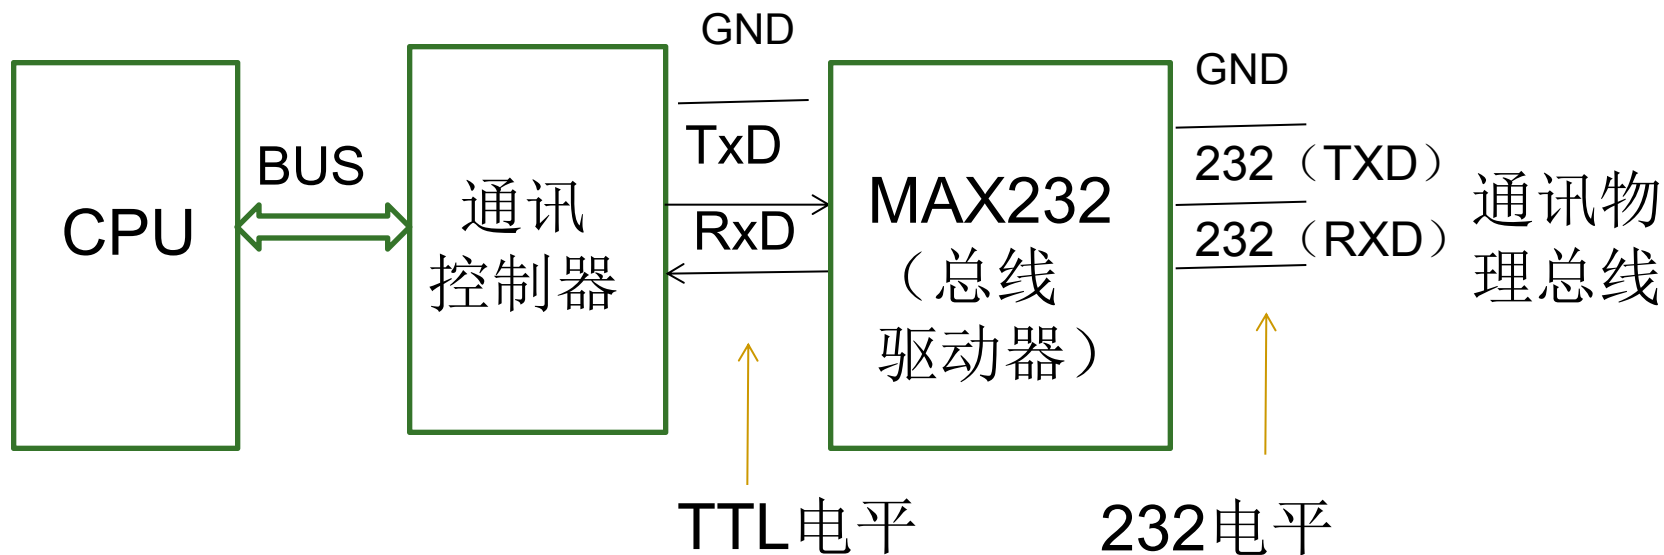 CPU
BUS
通讯
控制器
GND
TxD
RxD
TTL电平
MAX232
（总线
驱动器）
GND
232（TXD）
232（RXD）
232电平
通讯物
理总线